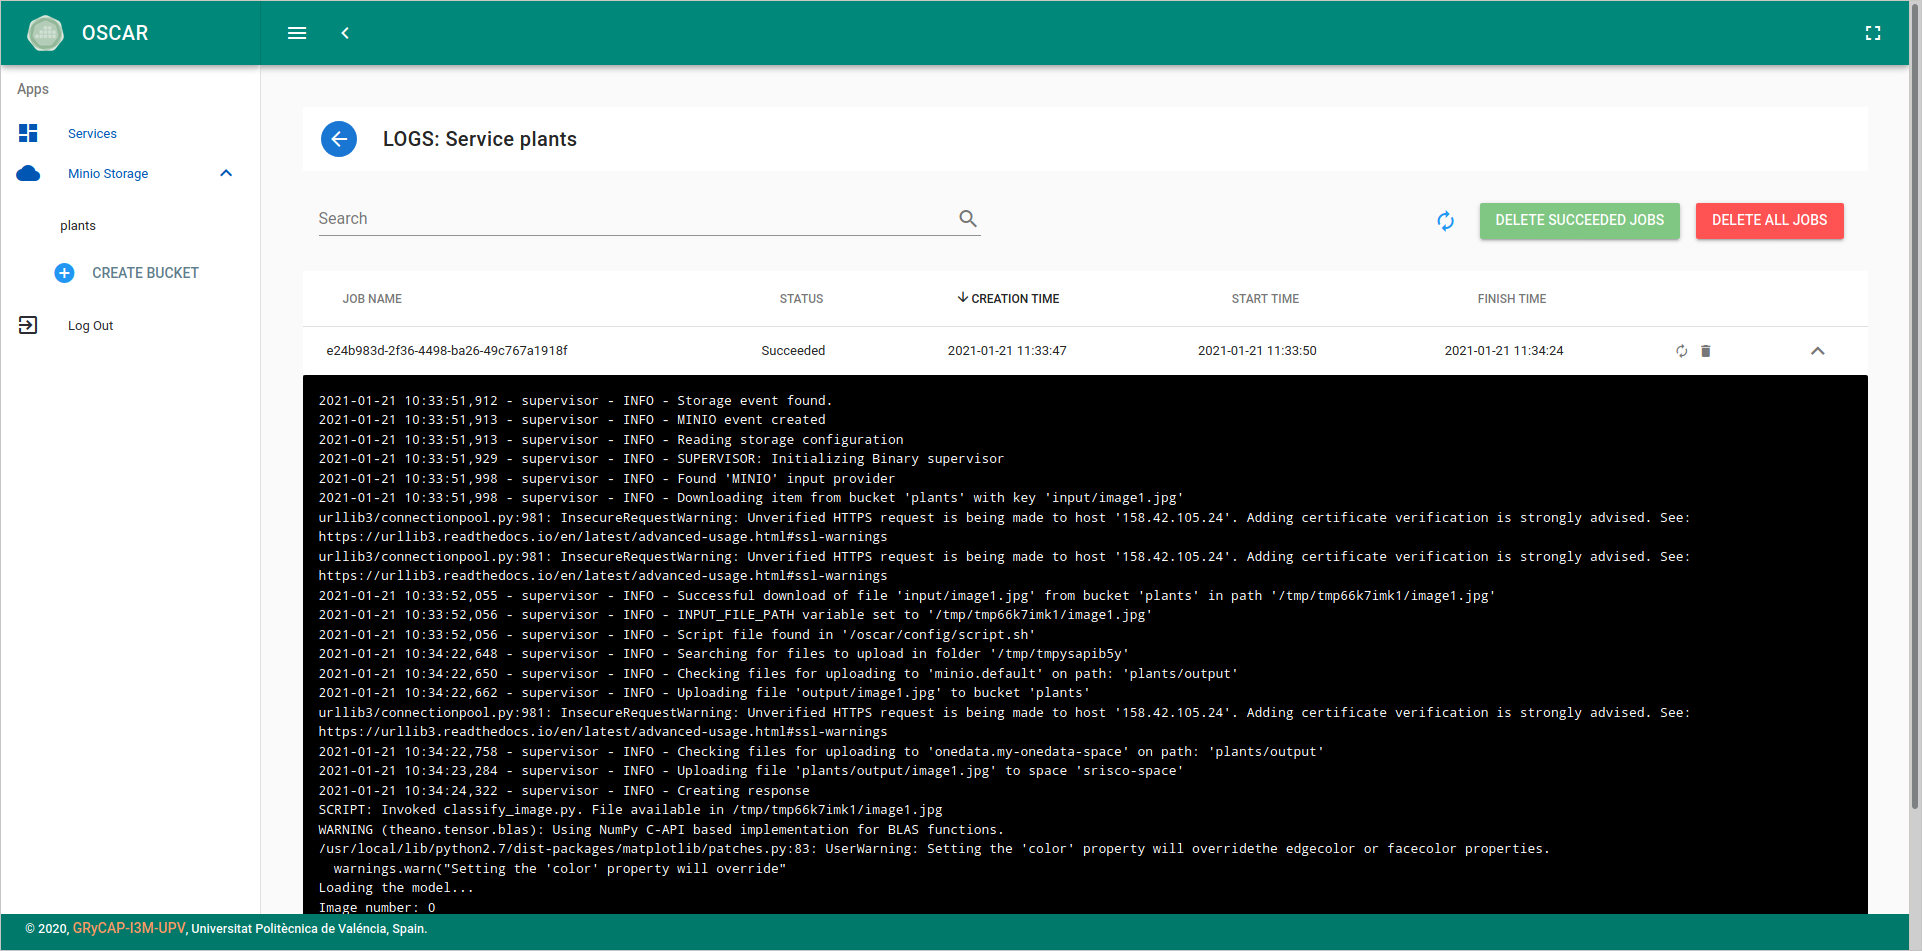 OSCAR
Apps
Services
Minio Storage
plants
CREATE BUCKET
Log Out
LOGS: Service plants
Search
DELETE SUCCEEDED JOBS
DELETE ALL JOBS
JOB NAME STATUS CREATION TIME START TIME FINISH TIME
e24b983d-2f36-4498-ba26-49c767a1918f Succeeded 2021-01-21 11:33:47 2021-01-21 11:33:50 2021-01-21 11:34:24
2021-01-21 10:33:51,912 - supervisor - INFO - Storage event found.
2021-01-21 10:33:51,913 - supervisor - INFO - MINIO event created
2021-01-21 10:33:51,913 - supervisor - INFO - Reading storage configuration
2021-01-21 10:33:51,929 - supervisor - INFO - SUPERVISOR: Initializing Binary supervisor
2021-01-21 10:33:51,998 - supervisor - INFO - Found 'MINIO' input provider
2021-01-21 10:33:51,998 - supervisor - INFO - Downloading item from bucket 'plants' with key 'input/image1.jpg'
urllib3/connectionpool.py:981: InsecureRequestWarning: Unverified HTTPS request is being made to host '158.42.105.24'. Adding certificate verification is strongly advised. See:
https://urllib3.readthedocs.io/en/latest/advanced-usage.html#ssl-warnings
urllib3/connectionpool.py:981: InsecureRequestWarning: Unverified HTTPS request is being made to host '158.42.105.24'. Adding certificate verification is strongly advised. See:
https://urllib3.readthedocs.io/en/latest/advanced-usage.html#ssl-warnings
2021-01-21 10:33:52,055 - supervisor - INFO - Successful download of file 'input/image1.jpg' from bucket 'plants' in path '/tmp/tmp66k7imk1/image1.jpg'
2021-01-21 10:33:52,056 - supervisor - INFO - INPUT_FILE_PATH variable set to '/tmp/tmp66k7imk1/image1.jpg'
2021-01-21 10:33:52,056 - supervisor - INFO - Script file found in '/oscar/config/script.sh'
2021-01-21 10:34:22,648 - supervisor - INFO - Searching for files to upload in folder '/tmp/tmpysapib5y'
2021-01-21 10:34:22,650 - supervisor - INFO - Checking files for uploading to 'minio.default' on path: 'plants/output'
2021-01-21 10:34:22,662 - supervisor - INFO - Uploading file 'output/image1.jpg' to bucket 'plants'
urllib3/connectionpool.py:981: InsecureRequestWarning: Unverified HTTPS request is being made to host '158.42.105.24'. Adding certificate verification is strongly advised. See:
https://urllib3.readthedocs.io/en/latest/advanced-usage.html#ssl-warnings
2021-01-21 10:34:22,758 - supervisor - INFO - Checking files for uploading to 'onedata.my-onedata-space' on path: 'plants/output'
2021-01-21 10:34:23,284 - supervisor - INFO - Uploading file 'plants/output/image1.jpg' to space 'srisco-space'
2021-01-21 10:34:24,322 - supervisor - INFO - Creating response
SCRIPT: Invoked classify_image.py. File available in /tmp/tmp66k7imk1/image1.jpg
WARNING (theano.tensor.blas): Using NumPy C-API based implementation for BLAS functions.
/usr/local/lib/python2.7/dist-packages/matplotlib/patches.py:83: UserWarning: Setting the 'color' property will overridethe edgecolor or facecolor properties.
warnings.warn("Setting the 'color' property will override"
Loading the model...
Image number: 0
© 2020, GRyCAP-I3M-UPV, Universitat Politècnica de Valéncia, Spain.